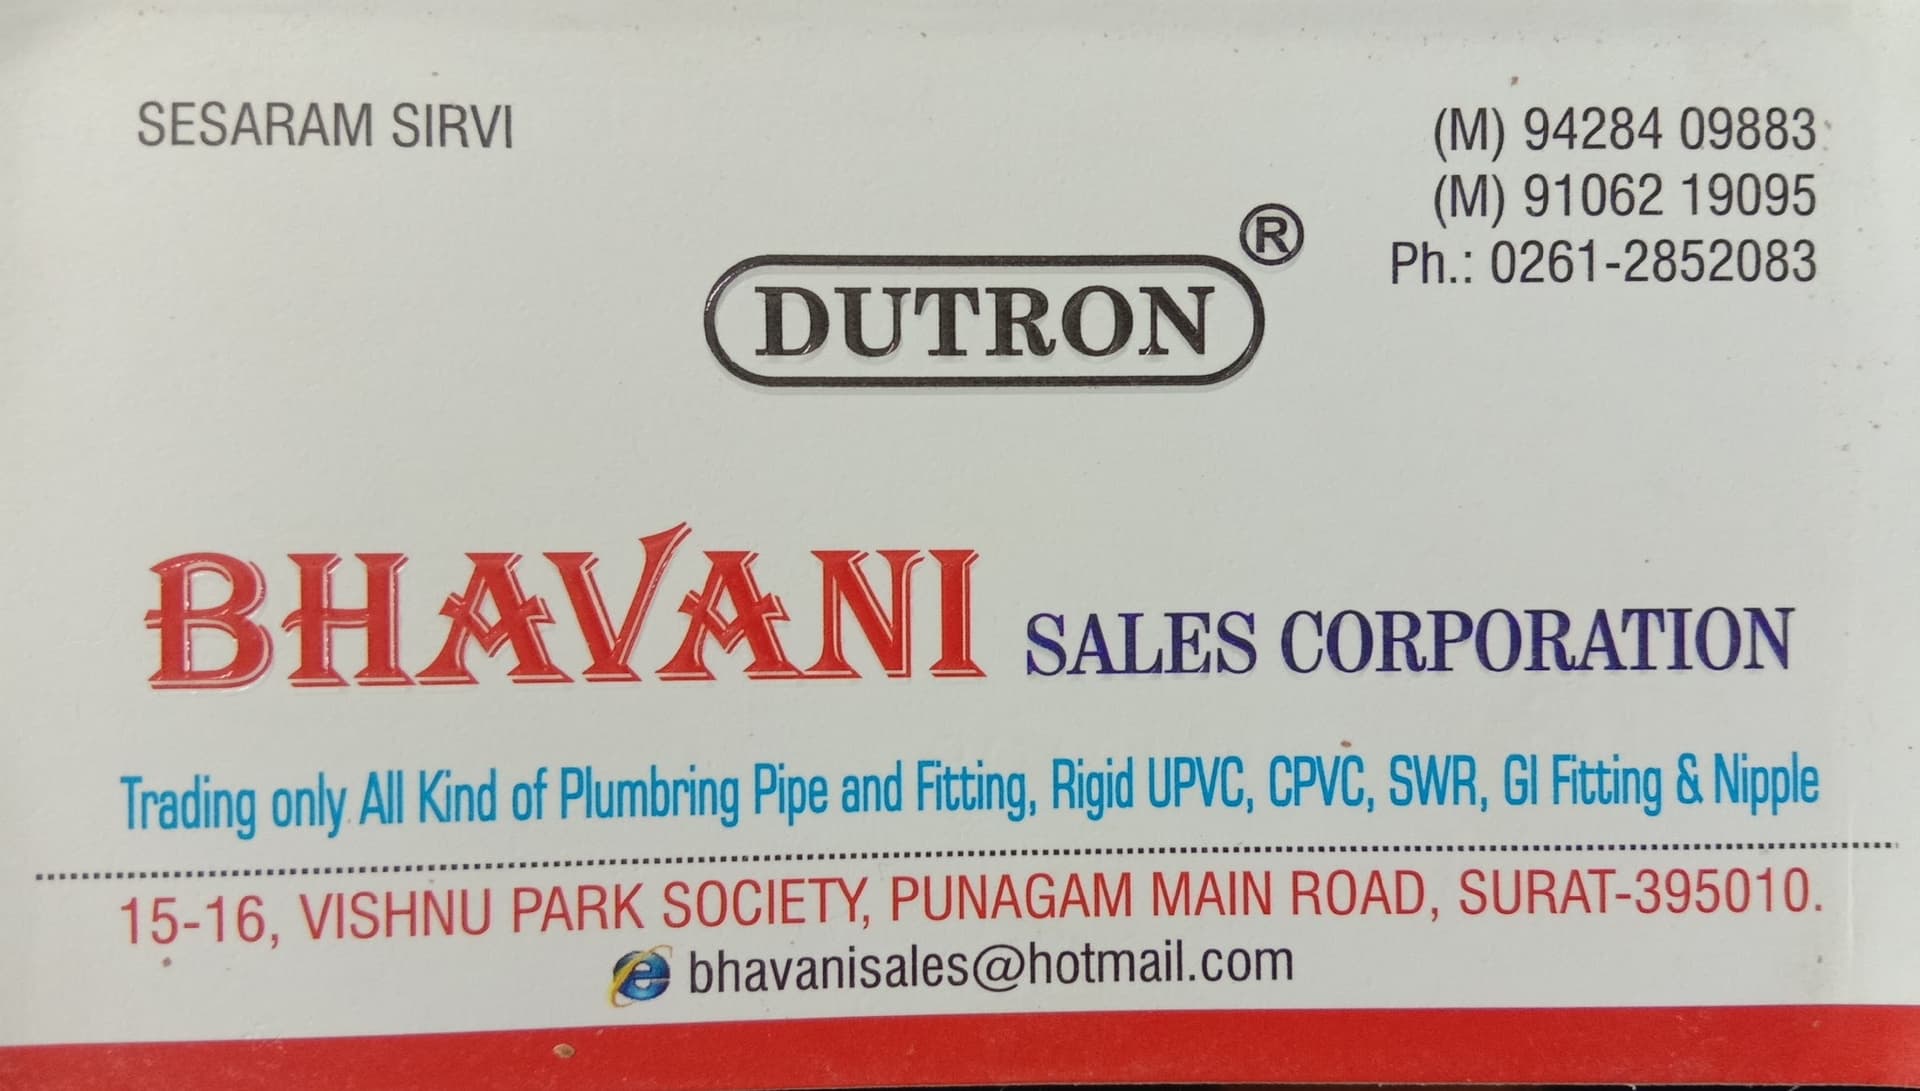 SESARAM SIRVI
(M) 94284 09883
(M) 91062 19095
Ph.: 0261-2852083
DUTRON®
BHAVANI SALES CORPORATION
Trading only All Kind of Plumbring Pipe and Fitting, Rigid UPVC, CPVC, SWR, GI Fitting & Nipple
15-16, VISHNU PARK SOCIETY, PUNAGAM MAIN ROAD, SURAT-395010.
bhavanisales@hotmail.com